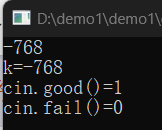 D:\demo1\demo1\
-768
k=-768
cin.good()=1
cin.fail()=0